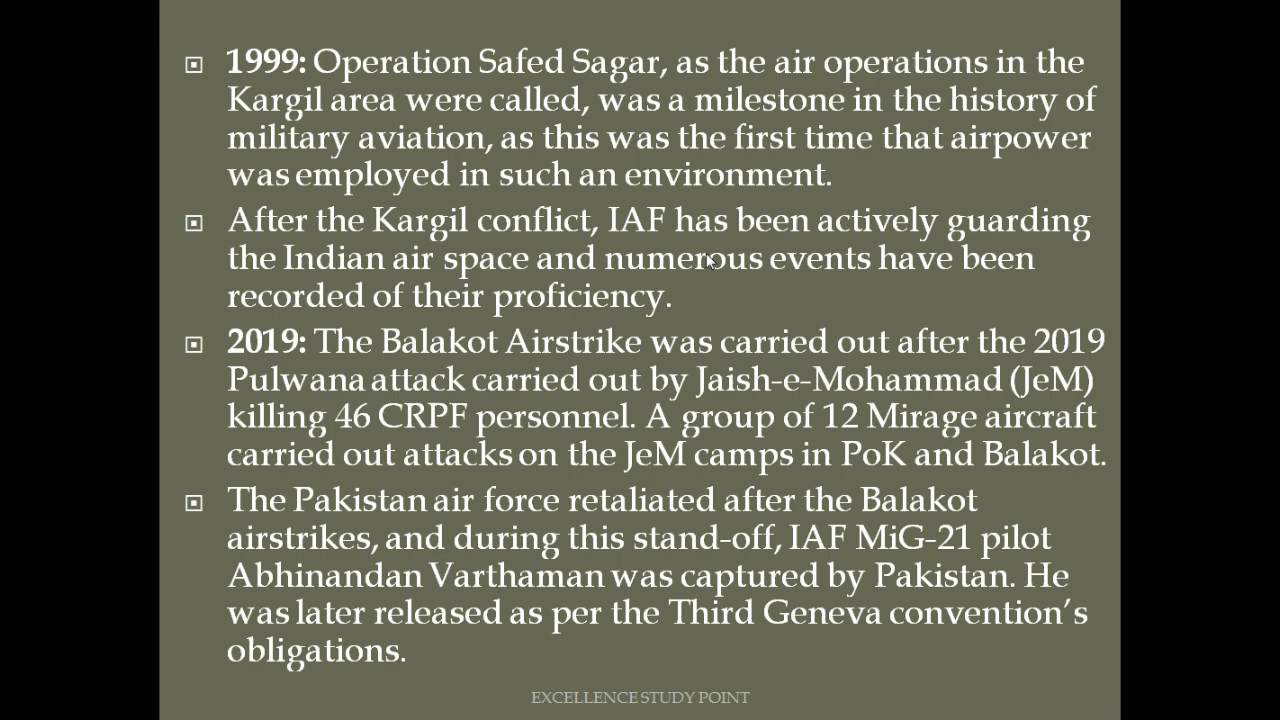 1999: Operation Safed Sagar, as the air operations in the
Kargil area were called, was a milestone in the history of
military aviation, as this was the first time that airpower
was employed in such an environment.
After the Kargil conflict, IAF has been actively guarding
the Indian air space and numerous events have been
recorded of their proficiency.
2019: The Balakot Airstrike was carried out after the 2019
Pulwana attack carried out by Jaish-e-Mohammad (JeM)
killing 46 CRPF personnel. A group of 12 Mirage aircraft
carried out attacks on the JeM camps in PoK and Balakot.
The Pakistan air force retaliated after the Balakot
airstrikes, and during this stand-off, IAF MiG-21 pilot
Abhinandan Varthaman was captured by Pakistan. He
was later released as per the Third Geneva convention’s
obligations.
EXCELLENCE STUDY POINT